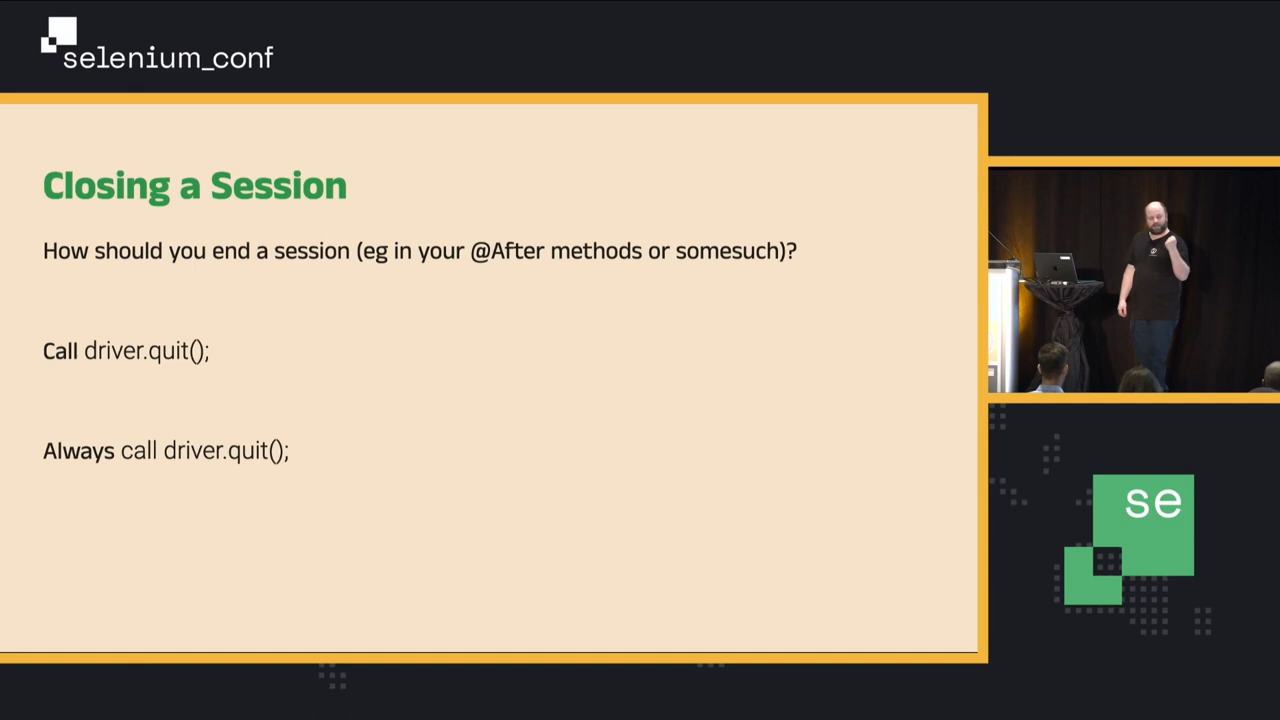 selenium_conf
Closing a Session
How should you end a session (eg in your @After methods or somesuch)?
Call driver.quit();
Always call driver.quit();
se